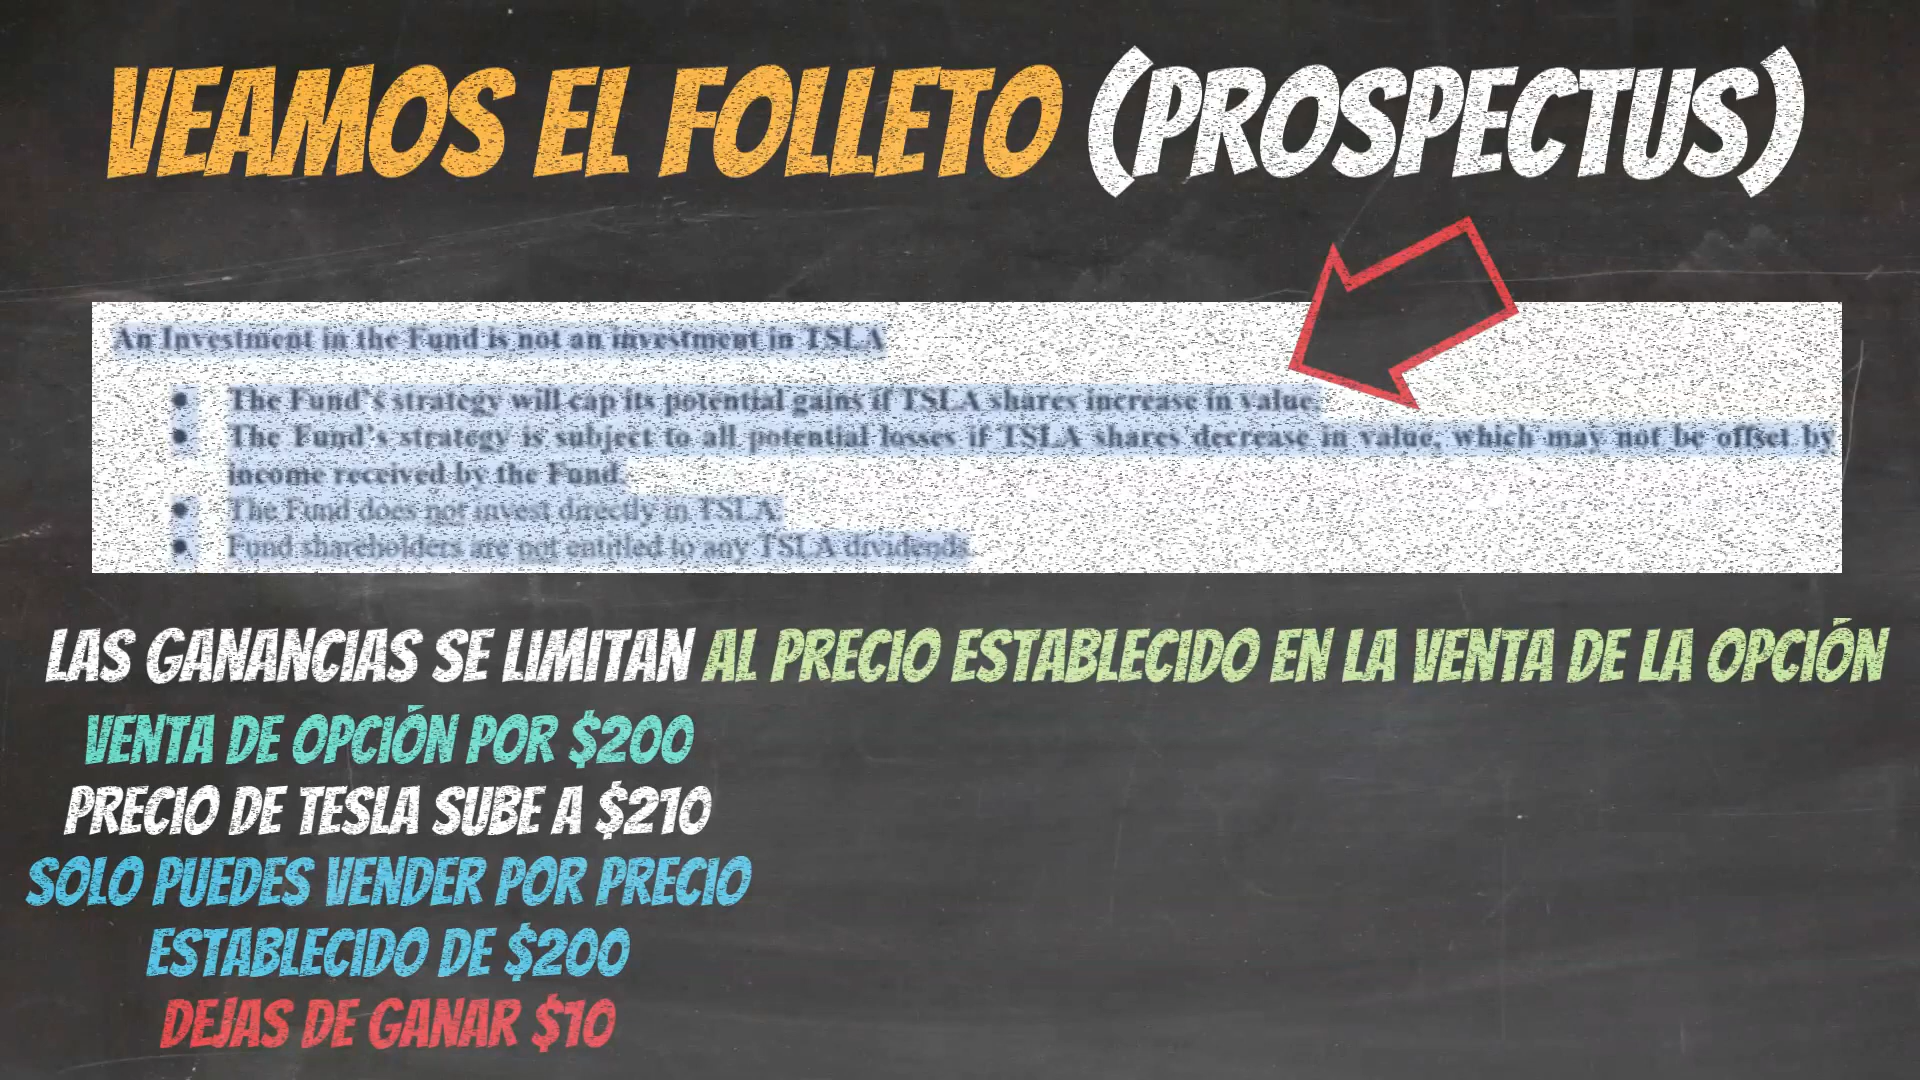 VEAMOS EL FOLLETO (PROSPECTUS)
An Investment in the Fund is not an investment in TSLA
• The Fund's strategy will cap its potential gains if TSLA shares increase in value.
• The Fund's strategy is subject to all potential losses if TSLA shares decrease in value, which may not be offset by
income received by the Fund.
• The Fund does not invest directly in TSLA.
• Fund shareholders are not entitled to any TSLA dividends.
LAS GANANCIAS SE LIMITAN AL PRECIO ESTABLECIDO EN LA VENTA DE LA OPCIÓN
VENTA DE OPCIÓN POR $200
PRECIO DE TESLA SUBE A $210
SOLO PUEDES VENDER POR PRECIO
ESTABLECIDO DE $200
DEJAS DE GANAR $10